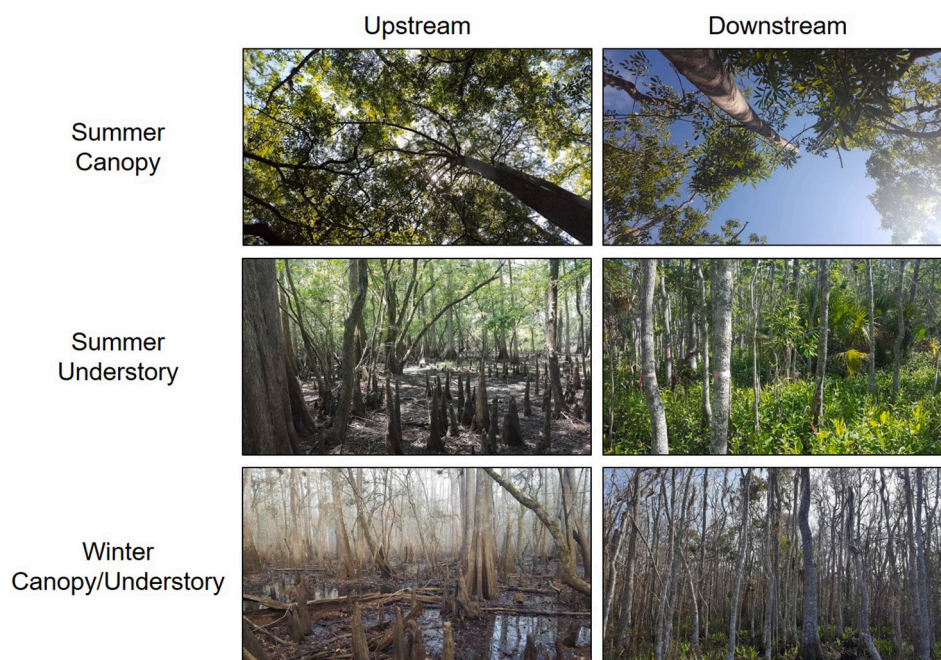 Upstream
Downstream
Summer
Canopy
Summer
Understory
Winter
Canopy/Understory